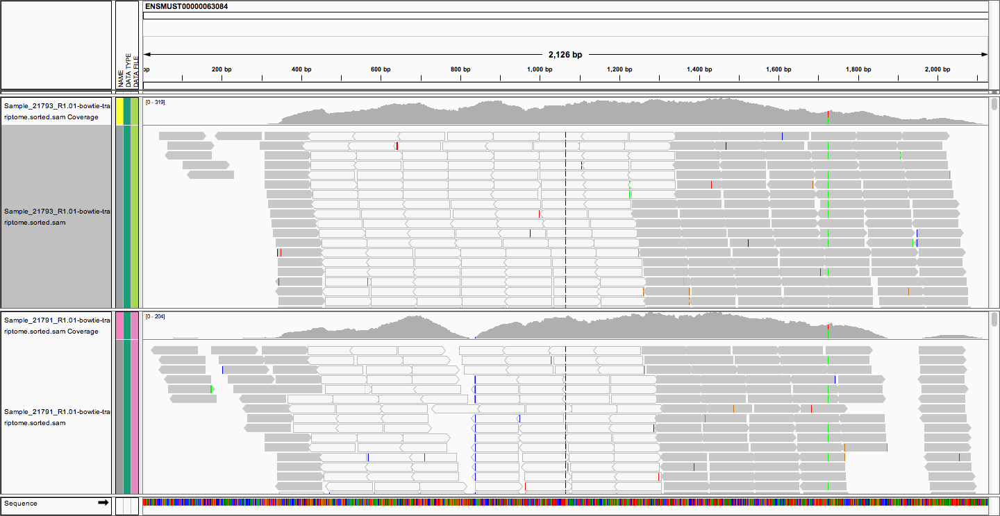 ENSMUST00000063084
NAME
DATA TYPE
DATA FILE
2,126 bp
bp
200 bp
400 bp
600 bp
800 bp
1,000 bp
1,200 bp
1,400 bp
1,600 bp
1,800 bp
2,000 bp
Sample_21793_R1.01-bowtie-tra
riptome.sorted.sam Coverage
[0 - 319]
Sample_21793_R1.01-bowtie-tra
riptome.sorted.sam
Sample_21791_R1.01-bowtie-tra
riptome.sorted.sam Coverage
[0 - 204]
Sample_21791_R1.01-bowtie-tra
riptome.sorted.sam
Sequence